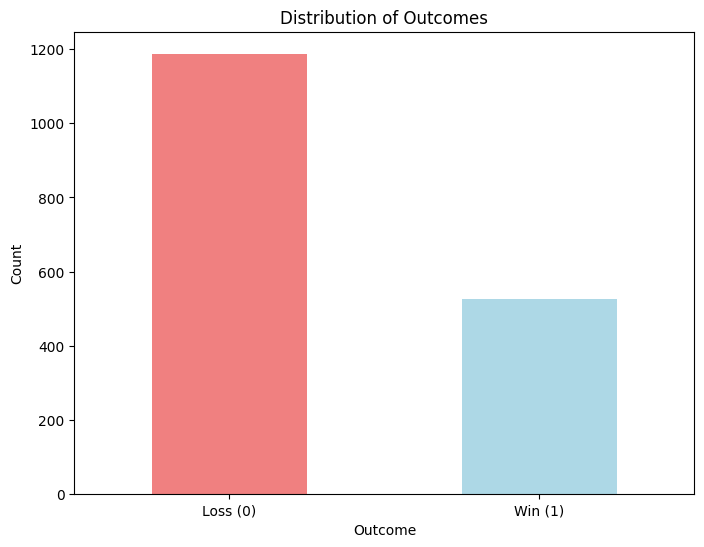 Distribution of Outcomes
1200
1000
800
600
400
200
0
Count
Loss (0)
Win (1)
Outcome